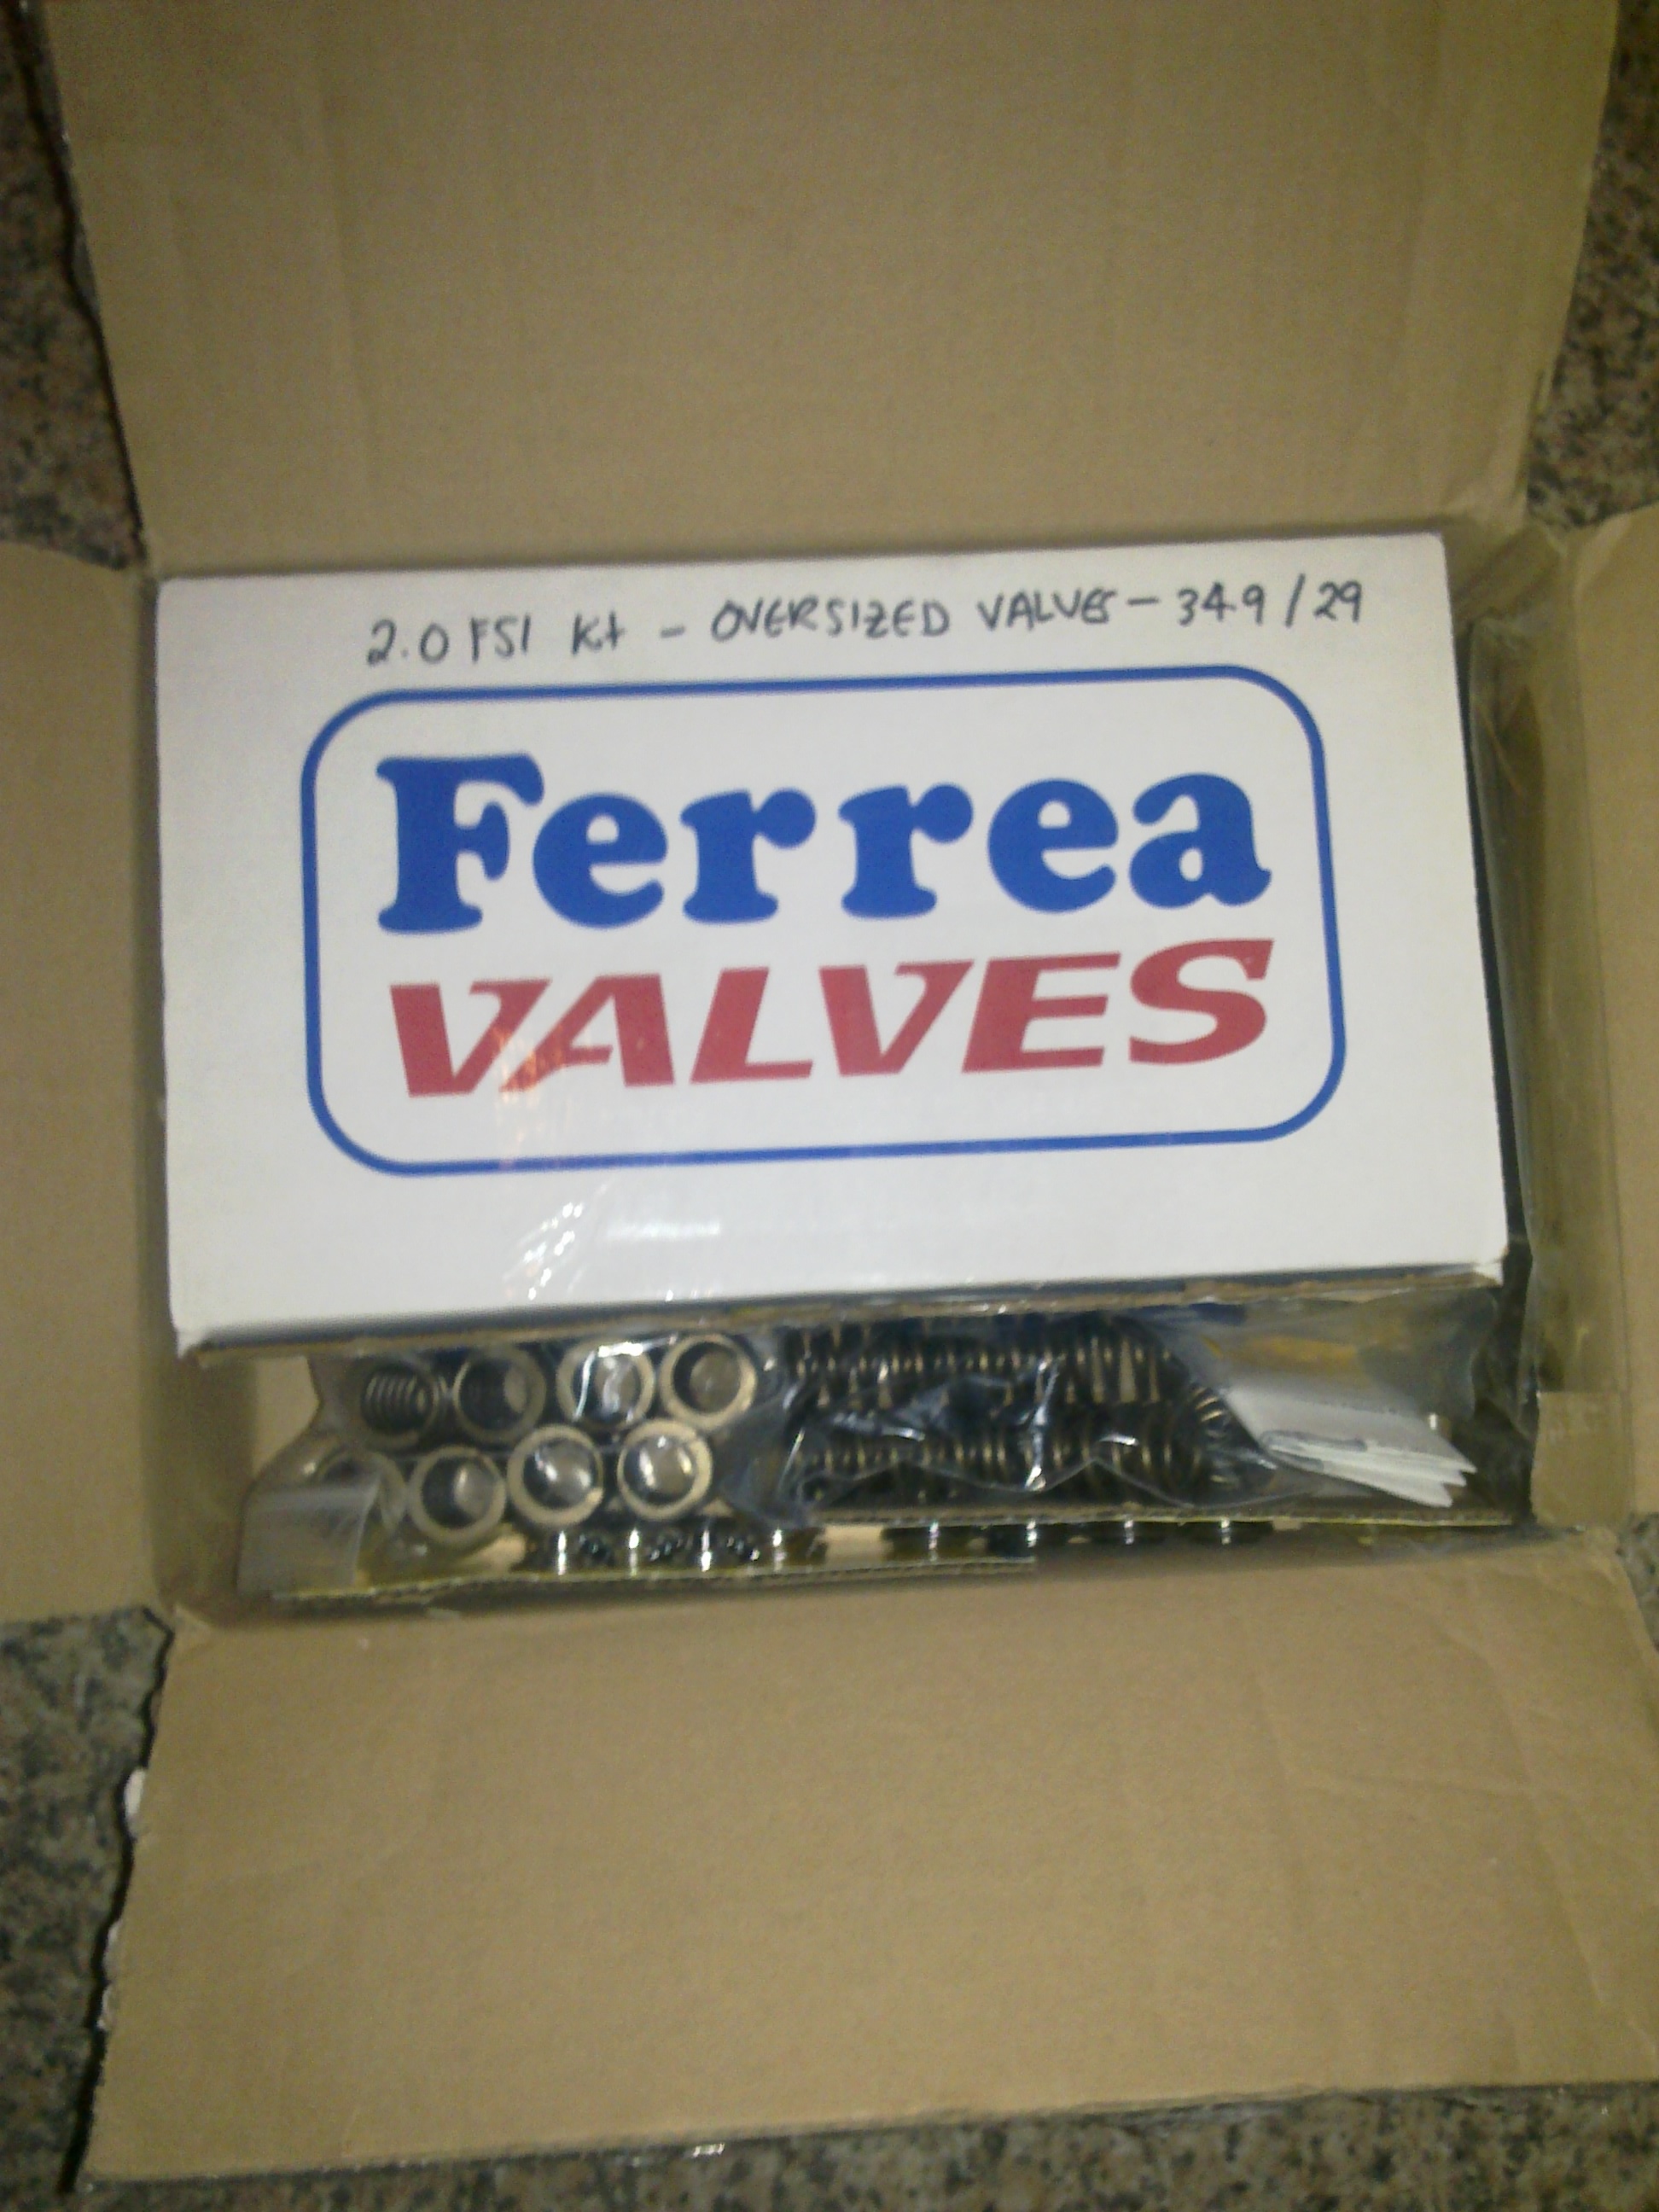 2.0 FSI Kit - OVERSIZED VALVES - 34.9 / 29
Ferrea
VALVES